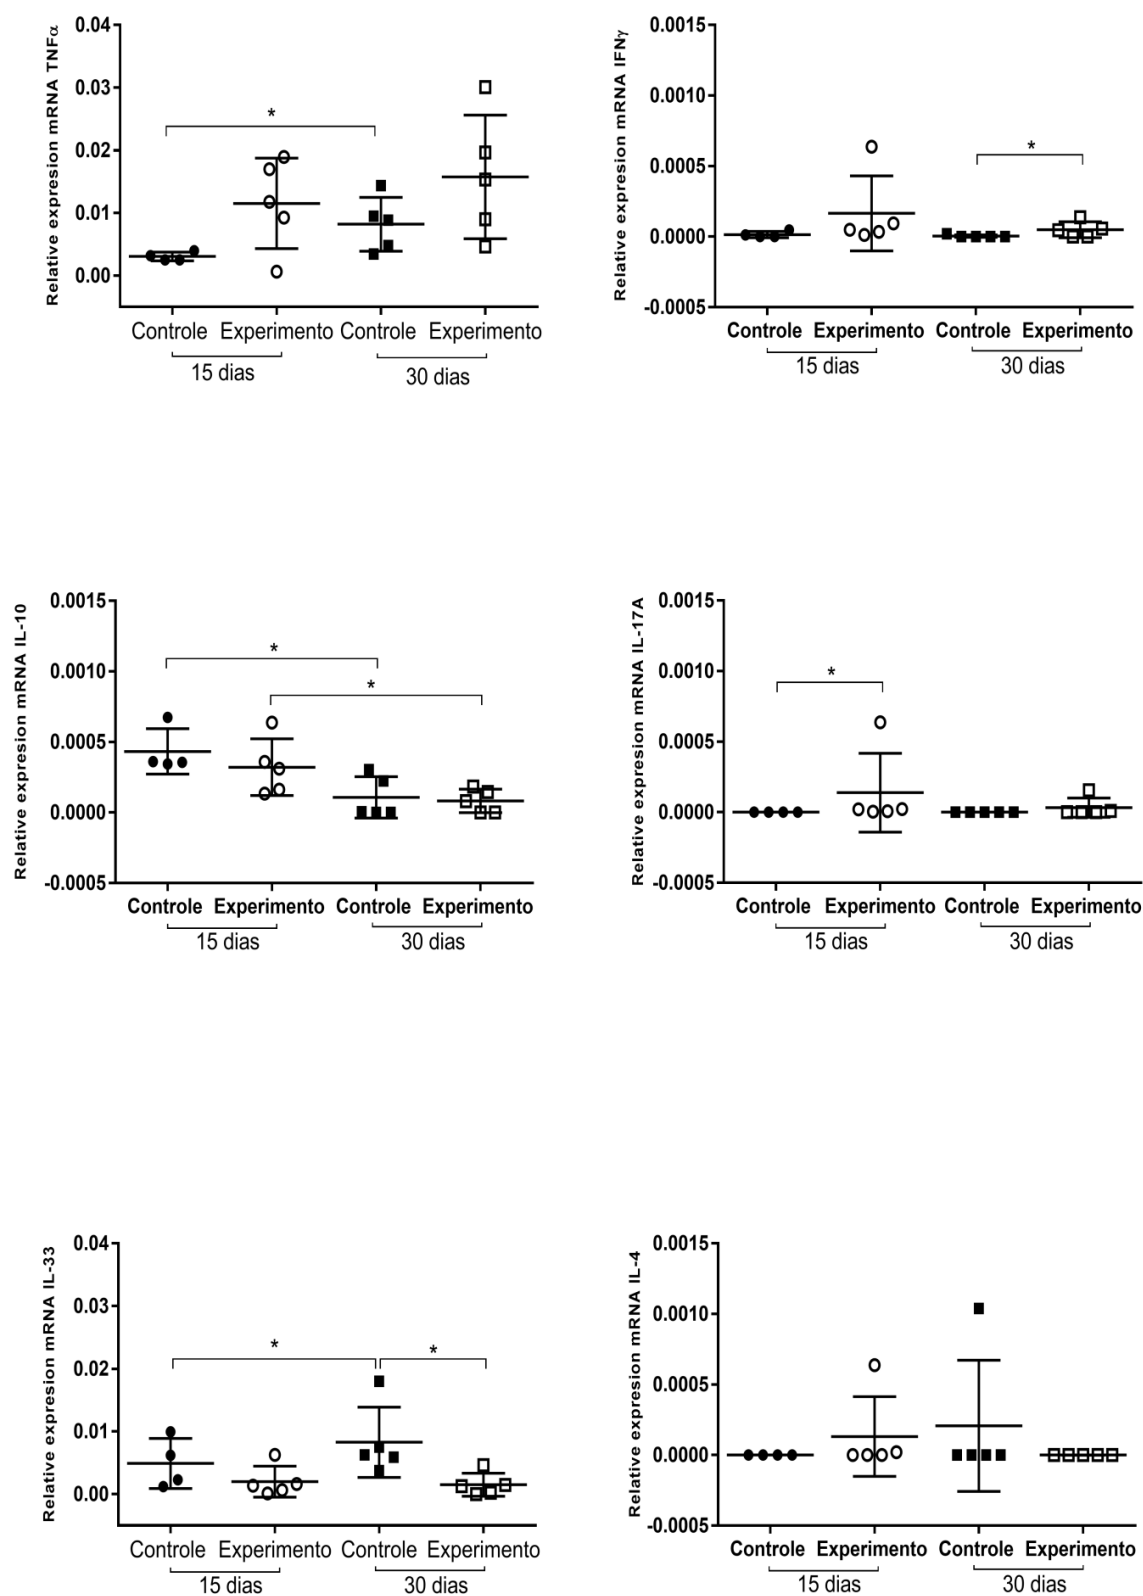 Relative expresion mRNA TNFα
0.04
0.03
0.02
0.01
0.00
*
Controle Experimento Controle Experimento
15 dias 30 dias
Relative expresion mRNA IFNγ
0.0015
0.0010
0.0005
0.0000
-0.0005
*
Controle Experimento Controle Experimento
15 dias 30 dias
Relative expresion mRNA IL-10
0.0015
0.0010
0.0005
0.0000
-0.0005
*
*
Controle Experimento Controle Experimento
15 dias 30 dias
Relative expresion mRNA IL-17A
0.0015
0.0010
0.0005
0.0000
-0.0005
*
Controle Experimento Controle Experimento
15 dias 30 dias
Relative expresion mRNA IL-33
0.04
0.03
0.02
0.01
0.00
*
*
Controle Experimento Controle Experimento
15 dias 30 dias
Relative expresion mRNA IL-4
0.0015
0.0010
0.0005
0.0000
-0.0005
Controle Experimento Controle Experimento
15 dias 30 dias